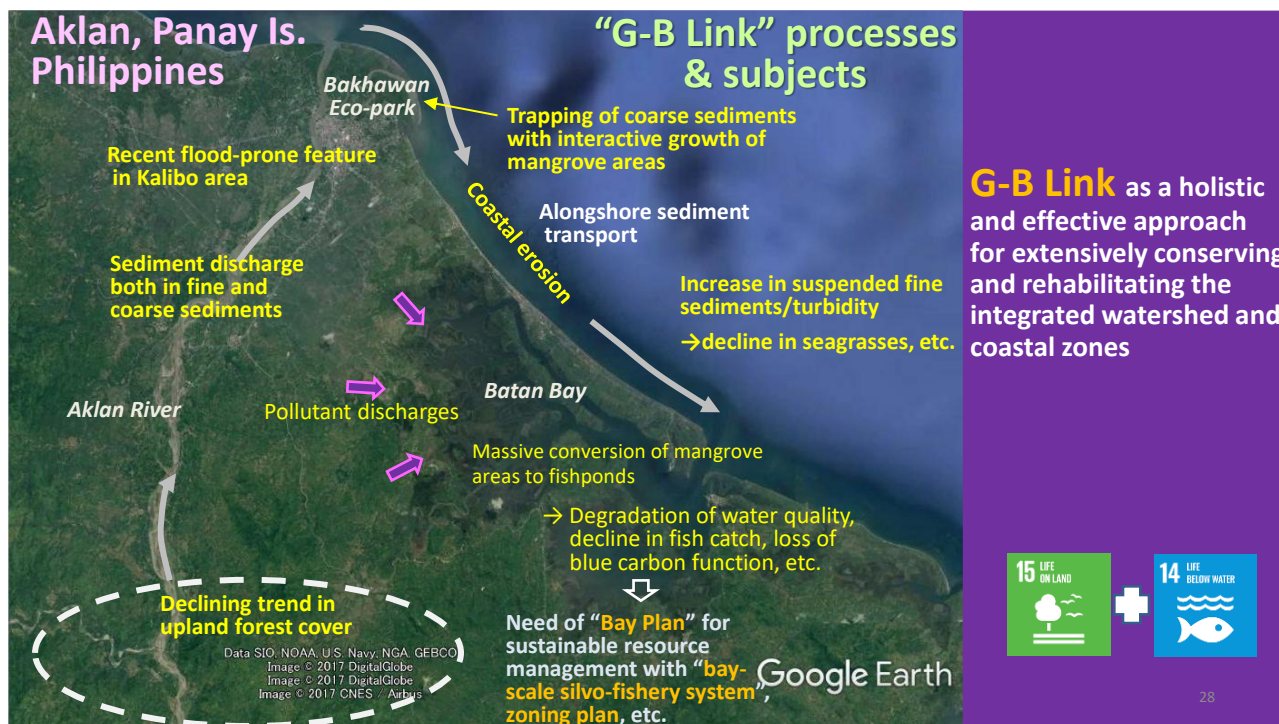 Aklan, Panay Is.
Philippines
“G-B Link” processes
& subjects
Bakhawan
Eco-park
Trapping of coarse sediments
with interactive growth of
mangrove areas
Recent flood-prone feature
in Kalibo area
Coastal erosion
Alongshore sediment
transport
Sediment discharge
both in fine and
coarse sediments
Increase in suspended fine
sediments/turbidity
→decline in seagrasses, etc.
Aklan River
Pollutant discharges
Batan Bay
Massive conversion of mangrove
areas to fishponds
→ Degradation of water quality,
decline in fish catch, loss of
blue carbon function, etc.
Declining trend in
upland forest cover
Data SIO, NOAA, U.S. Navy, NGA, GEBCO
Image © 2017 DigitalGlobe
Image © 2017 DigitalGlobe
Image © 2017 CNES / Airbus
Need of “Bay Plan” for
sustainable resource
management with “bay-
scale silvo-fishery system”,
zoning plan, etc.
Google Earth
G-B Link as a holistic
and effective approach
for extensively conserving
and rehabilitating the
integrated watershed and
coastal zones
15 LIFE
ON LAND
14 LIFE
BELOW WATER
28